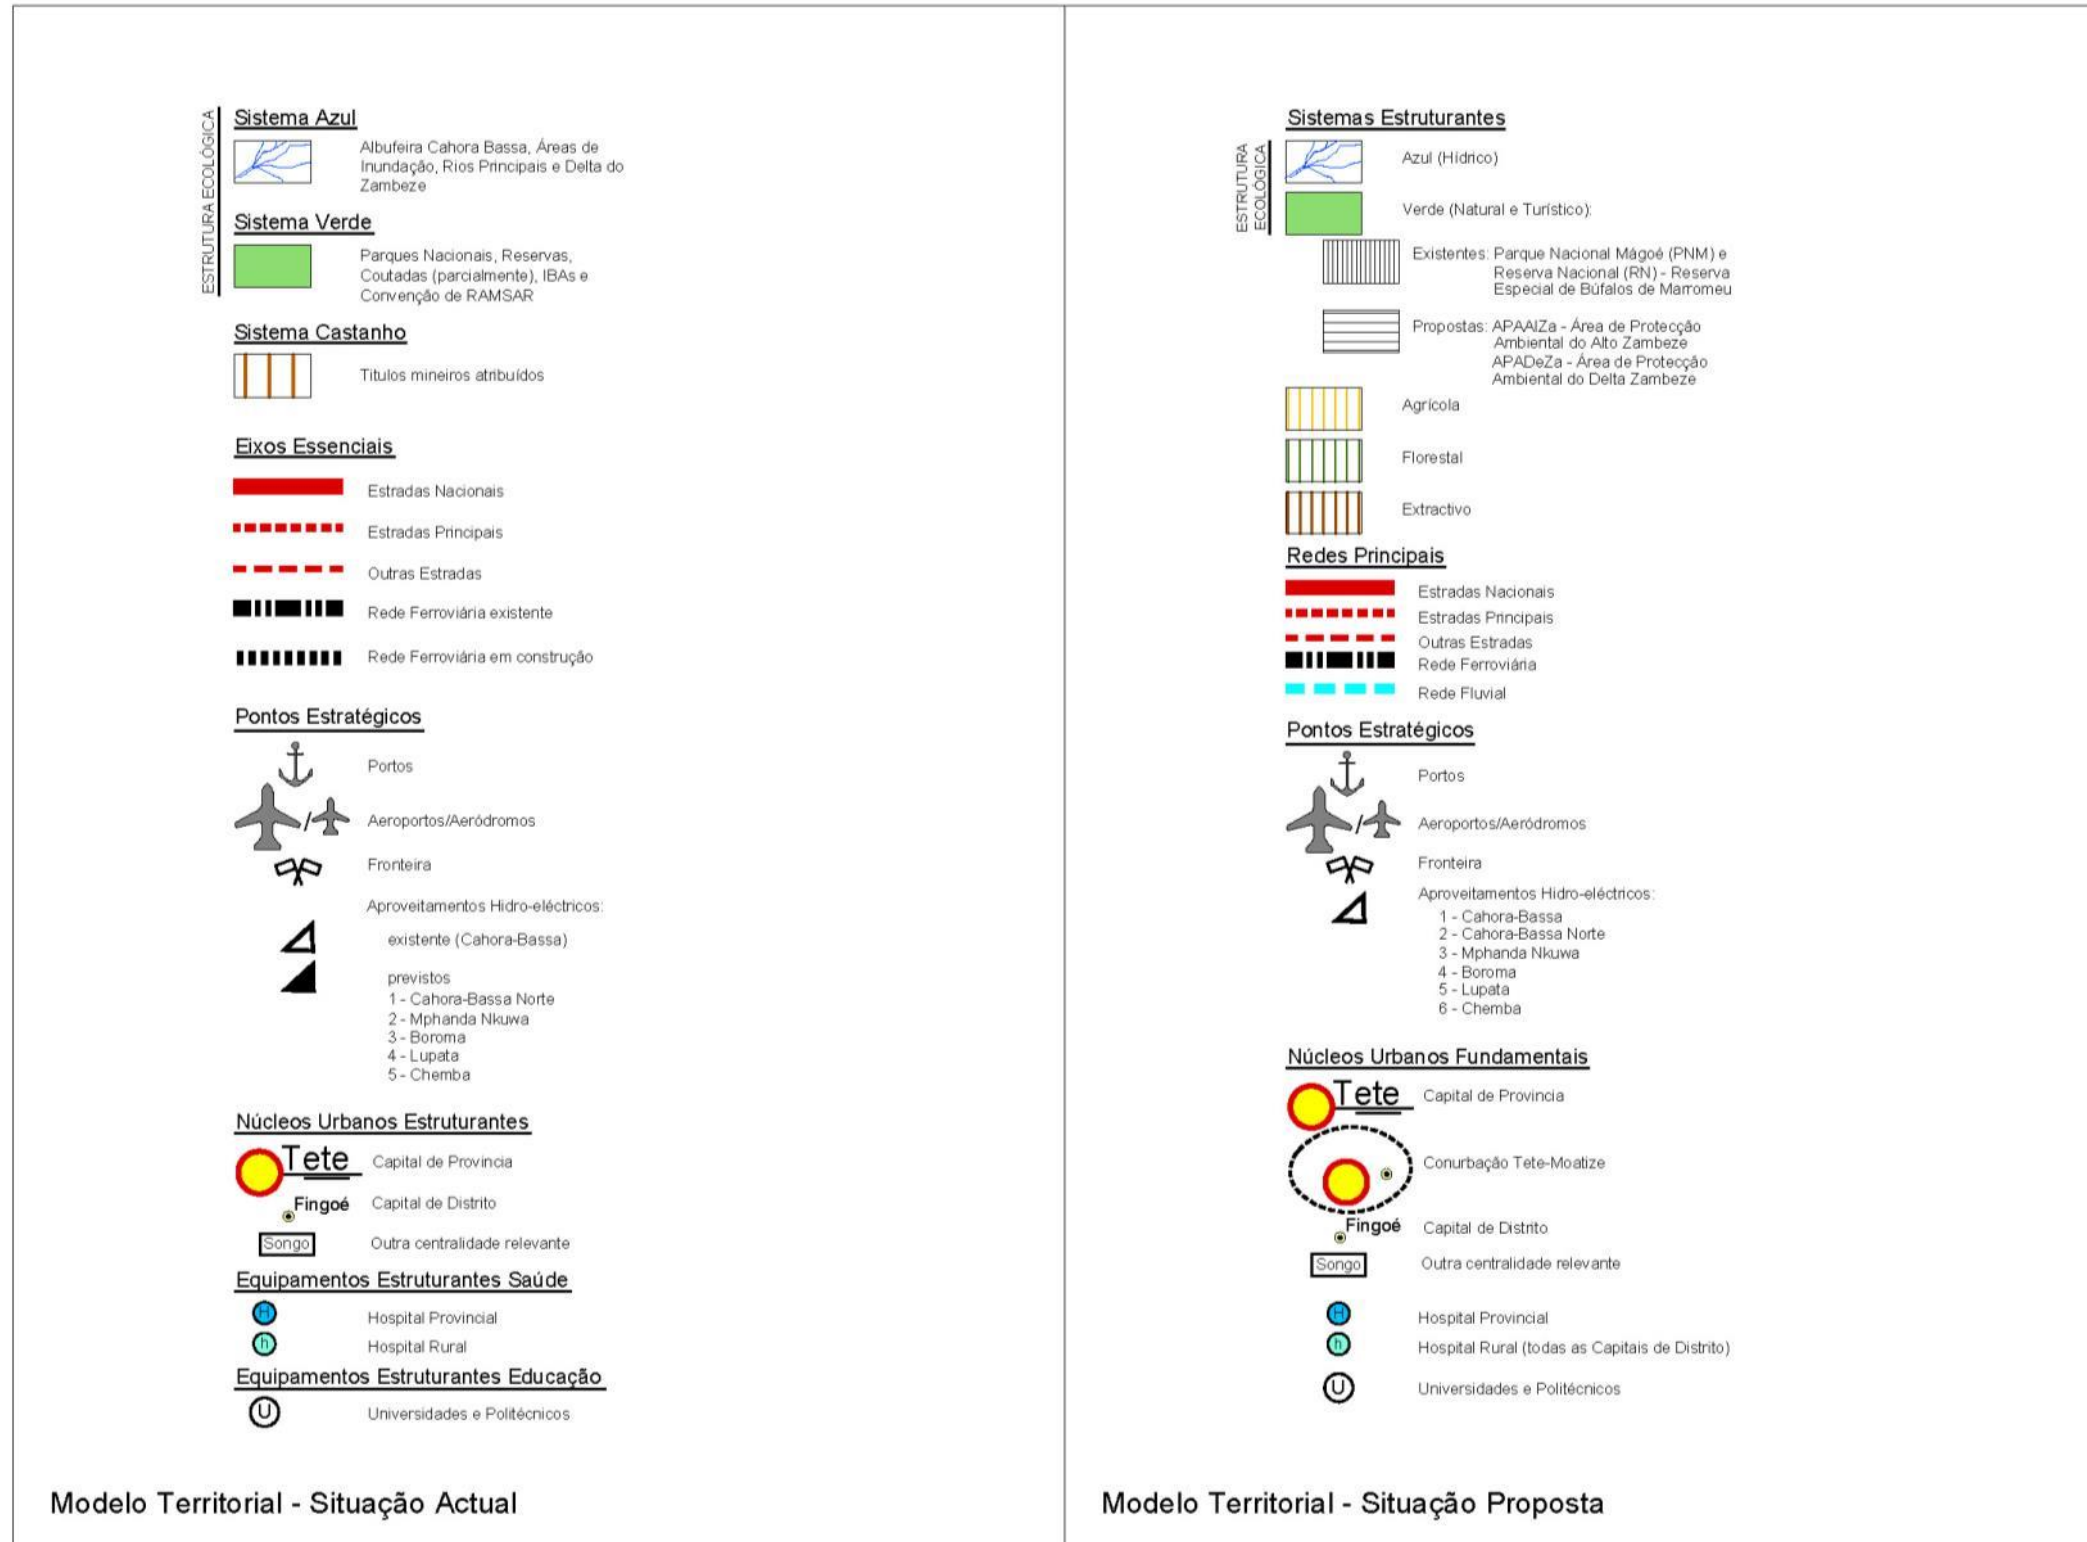 ESTRUTURA ECOLÓGICA
Sistema Azul
Albufeira Cahora Bassa, Áreas de
Inundação, Rios Principais e Delta do
Zambeze
Sistema Verde
Parques Nacionais, Reservas,
Coutadas (parcialmente), IBAs e
Convenção de RAMSAR
Sistema Castanho
Titulos mineiros atribuídos
Eixos Essenciais
Estradas Nacionais
Estradas Principais
Outras Estradas
Rede Ferroviária existente
Rede Ferroviária em construção
Pontos Estratégicos
Portos
/
Aeroportos/Aeródromos
Fronteira
Aproveitamentos Hidro-eléctricos:
existente (Cahora-Bassa)
previstos
1 - Cahora-Bassa Norte
2 - Mphanda Nkuwa
3 - Boroma
4 - Lupata
5 - Chemba
Núcleos Urbanos Estruturantes
Tete Capital de Provincia
Fingoé Capital de Distrito
Songo Outra centralidade relevante
Equipamentos Estruturantes Saúde
H Hospital Provincial
h Hospital Rural
Equipamentos Estruturantes Educação
U Universidades e Politécnicos
Modelo Territorial - Situação Actual
Sistemas Estruturantes
ESTRUTURA
ECOLÓGICA
Azul (Hídrico)
Verde (Natural e Turístico):
Existentes: Parque Nacional Mágoé (PNM) e
Reserva Nacional (RN) - Reserva
Especial de Búfalos de Marromeu
Propostas: APAAlZa - Área de Protecção
Ambiental do Alto Zambeze
APADeZa - Área de Protecção
Ambiental do Delta Zambeze
Agrícola
Florestal
Extractivo
Redes Principais
Estradas Nacionais
Estradas Principais
Outras Estradas
Rede Ferroviária
Rede Fluvial
Pontos Estratégicos
Portos
/
Aeroportos/Aeródromos
Fronteira
Aproveitamentos Hidro-eléctricos:
1 - Cahora-Bassa
2 - Cahora-Bassa Norte
3 - Mphanda Nkuwa
4 - Boroma
5 - Lupata
6 - Chemba
Núcleos Urbanos Fundamentais
Tete Capital de Provincia
Conurbação Tete-Moatize
Fingoé Capital de Distrito
Songo Outra centralidade relevante
H Hospital Provincial
h Hospital Rural (todas as Capitais de Distrito)
U Universidades e Politécnicos
Modelo Territorial - Situação Proposta